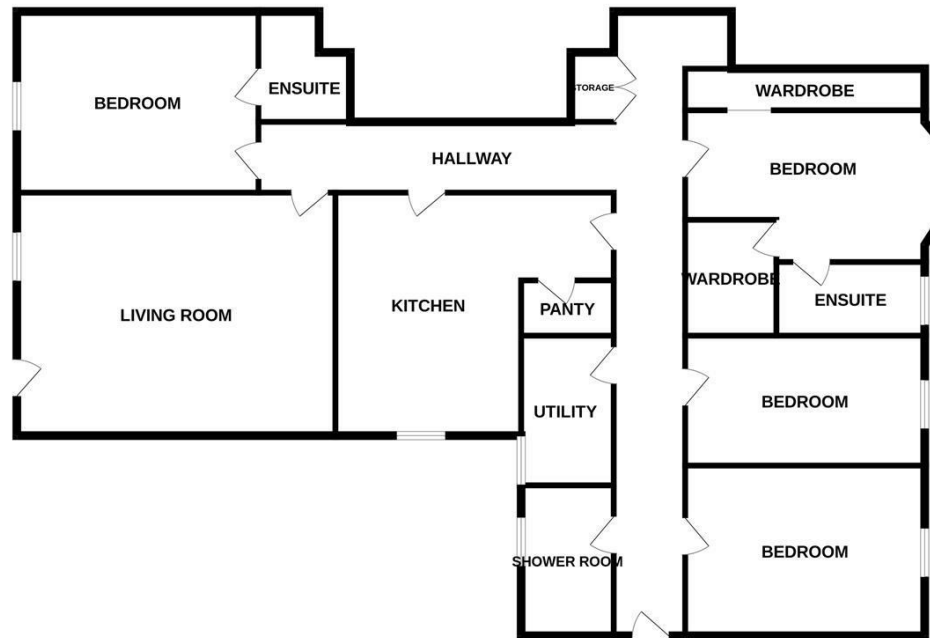 BEDROOM
ENSUITE
STORAGE
WARDROBE
HALLWAY
BEDROOM
LIVING ROOM
KITCHEN
PANTY
WARDROBE
ENSUITE
UTILITY
BEDROOM
SHOWER ROOM
BEDROOM